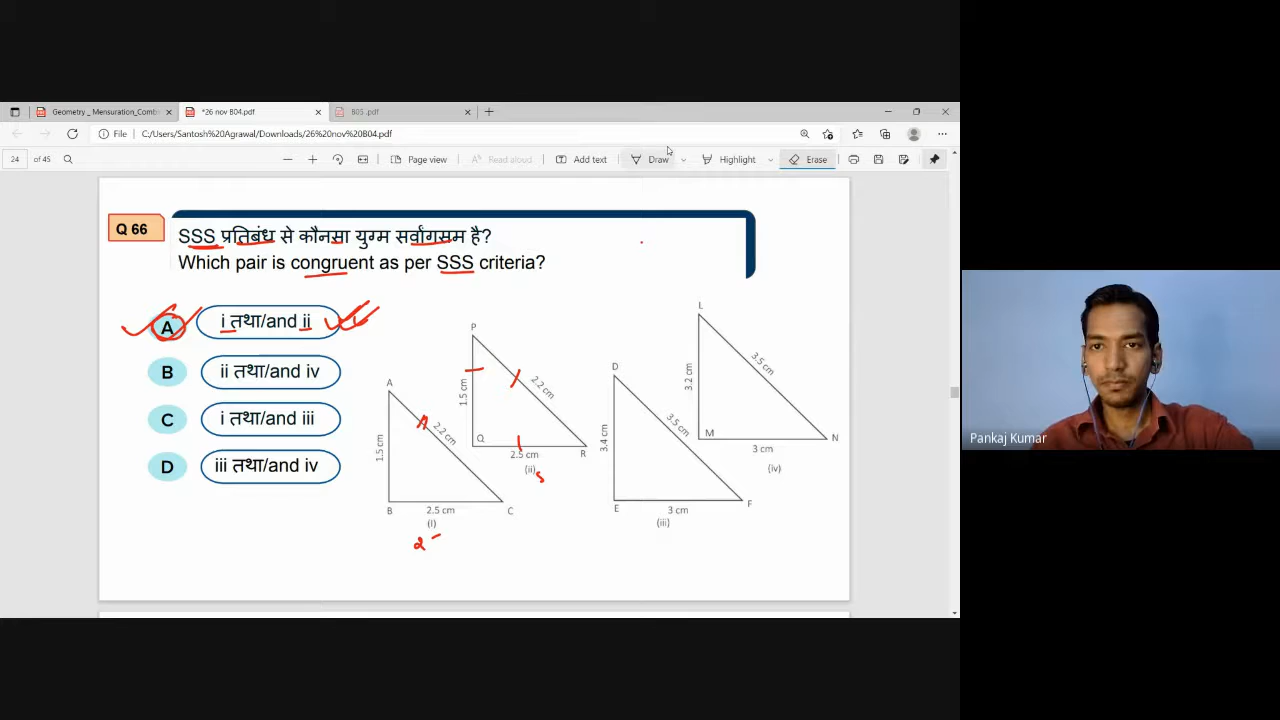 Geometry _ Mensuration_Comb
*26 nov B04.pdf
B05 .pdf
File
C:/Users/Santosh%20Agrawal/Downloads/26%20nov%20B04.pdf
24 of 45
Page view
Read aloud
Add text
Draw
Highlight
Erase
Q 66
SSS प्रतिबंध से कौनसा युग्म सर्वांगसम है?
Which pair is congruent as per SSS criteria?
A
i तथा/and ii
B
ii तथा/and iv
C
i तथा/and iii
D
iii तथा/and iv
A
1.5 cm
2.2 cm
B
2.5 cm
C
(i)
P
1.5 cm
2.2 cm
Q
2.5 cm
R
(ii)
D
3.4 cm
3.5 cm
E
3 cm
F
(iii)
L
3.2 cm
3.5 cm
M
3 cm
N
(iv)
Pankaj Kumar